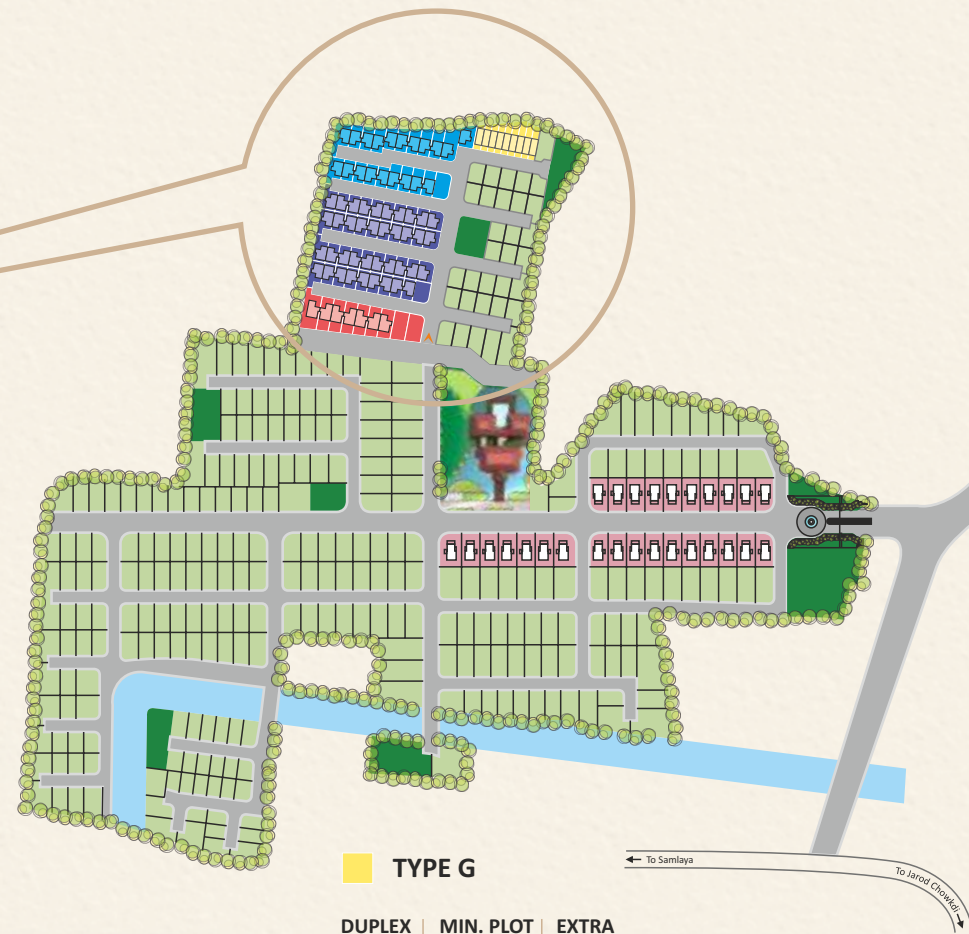 TYPE G
To Samlaya
To Jarod Chowkdi
DUPLEX | MIN. PLOT | EXTRA